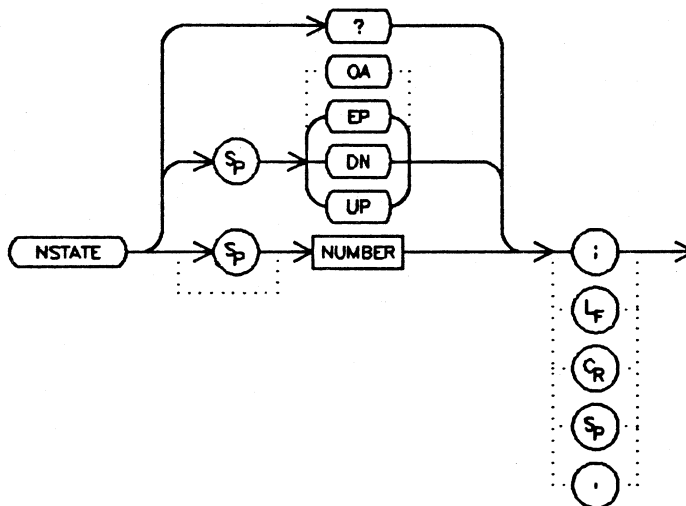 ?
OA
EP
SP
DN
UP
NSTATE
SP
NUMBER
;
LF
CR
SP
,